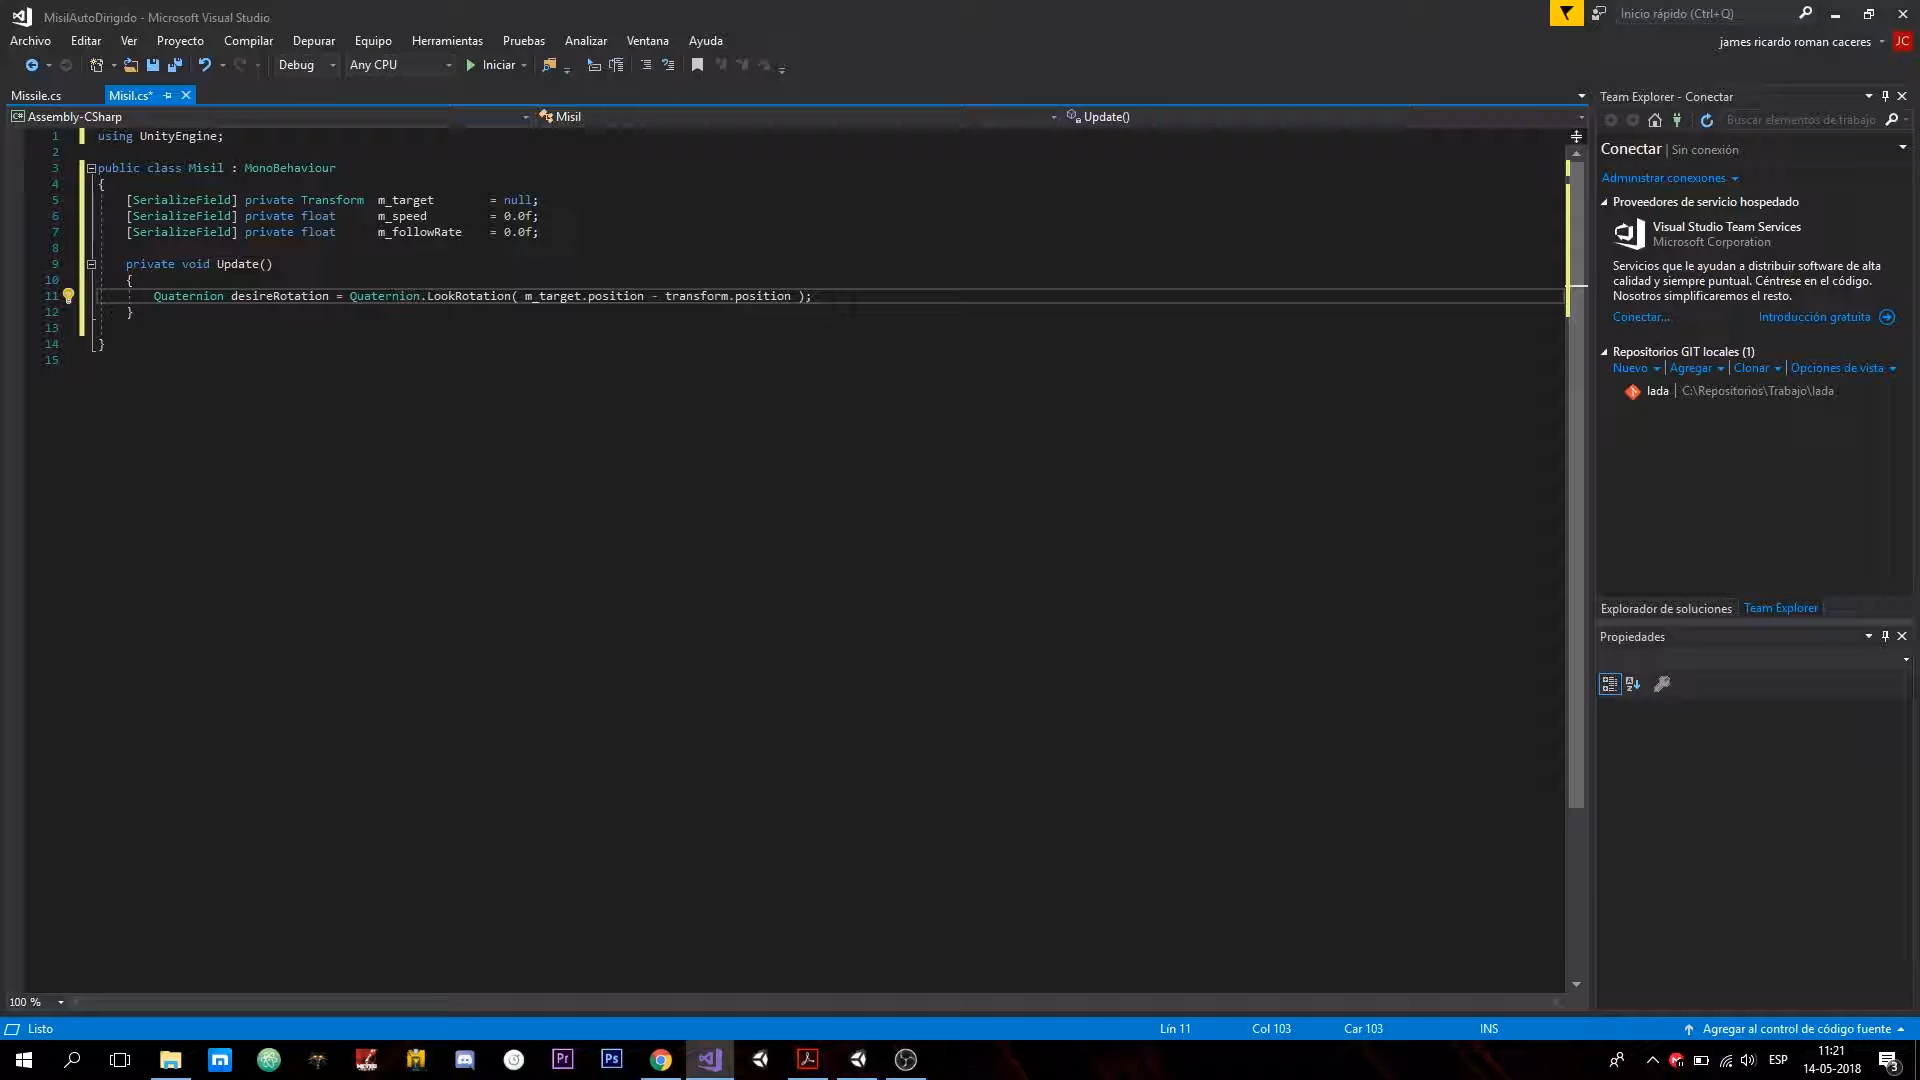 MisilAutoDirigido - Microsoft Visual Studio
Inicio rápido (Ctrl+Q)
Archivo Editar Ver Proyecto Compilar Depurar Equipo Herramientas Pruebas Analizar Ventana Ayuda
james ricardo roman caceres JC
Debug Any CPU Iniciar
Missile.cs Misil.cs*
Team Explorer - Conectar
Assembly-CSharp Misil Update()
Buscar elementos de trabajo
1 using UnityEngine;
2
3 public class Misil : MonoBehaviour
4 {
5 [SerializeField] private Transform m_target = null;
6 [SerializeField] private float m_speed = 0.0f;
7 [SerializeField] private float m_followRate = 0.0f;
8
9 private void Update()
10 {
11 Quaternion desireRotation = Quaternion.LookRotation( m_target.position - transform.position );
12 }
13
14 }
15
Conectar | Sin conexión
Administrar conexiones
Proveedores de servicio hospedado
Visual Studio Team Services
Microsoft Corporation
Servicios que le ayudan a distribuir software de alta
calidad y siempre puntual. Céntrese en el código.
Nosotros simplificaremos el resto.
Conectar... Introducción gratuita
Repositorios GIT locales (1)
Nuevo | Agregar | Clonar | Opciones de vista
lada | C:\Repositorios\Trabajo\lada
Explorador de soluciones Team Explorer
Propiedades
100 %
Listo Lín 11 Col 103 Car 103 INS Agregar al control de código fuente
Pr Ps
ESP 11:21
14-05-2018
3